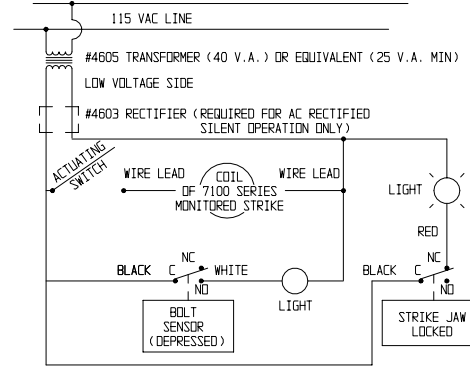 115 VAC LINE
#4605 TRANSFORMER (40 V.A.) OR EQUIVALENT (25 V.A. MIN)
LOW VOLTAGE SIDE
#4603 RECTIFIER (REQUIRED FOR AC RECTIFIED
SILENT OPERATION ONLY)
ACTUATING
SWITCH
WIRE LEAD
COIL
OF 7100 SERIES
MONITORED STRIKE
WIRE LEAD
LIGHT
RED
BLACK
C
NC
WHITE
NO
LIGHT
BOLT
SENSOR
(DEPRESSED)
BLACK
C
NC
NO
STRIKE JAW
LOCKED